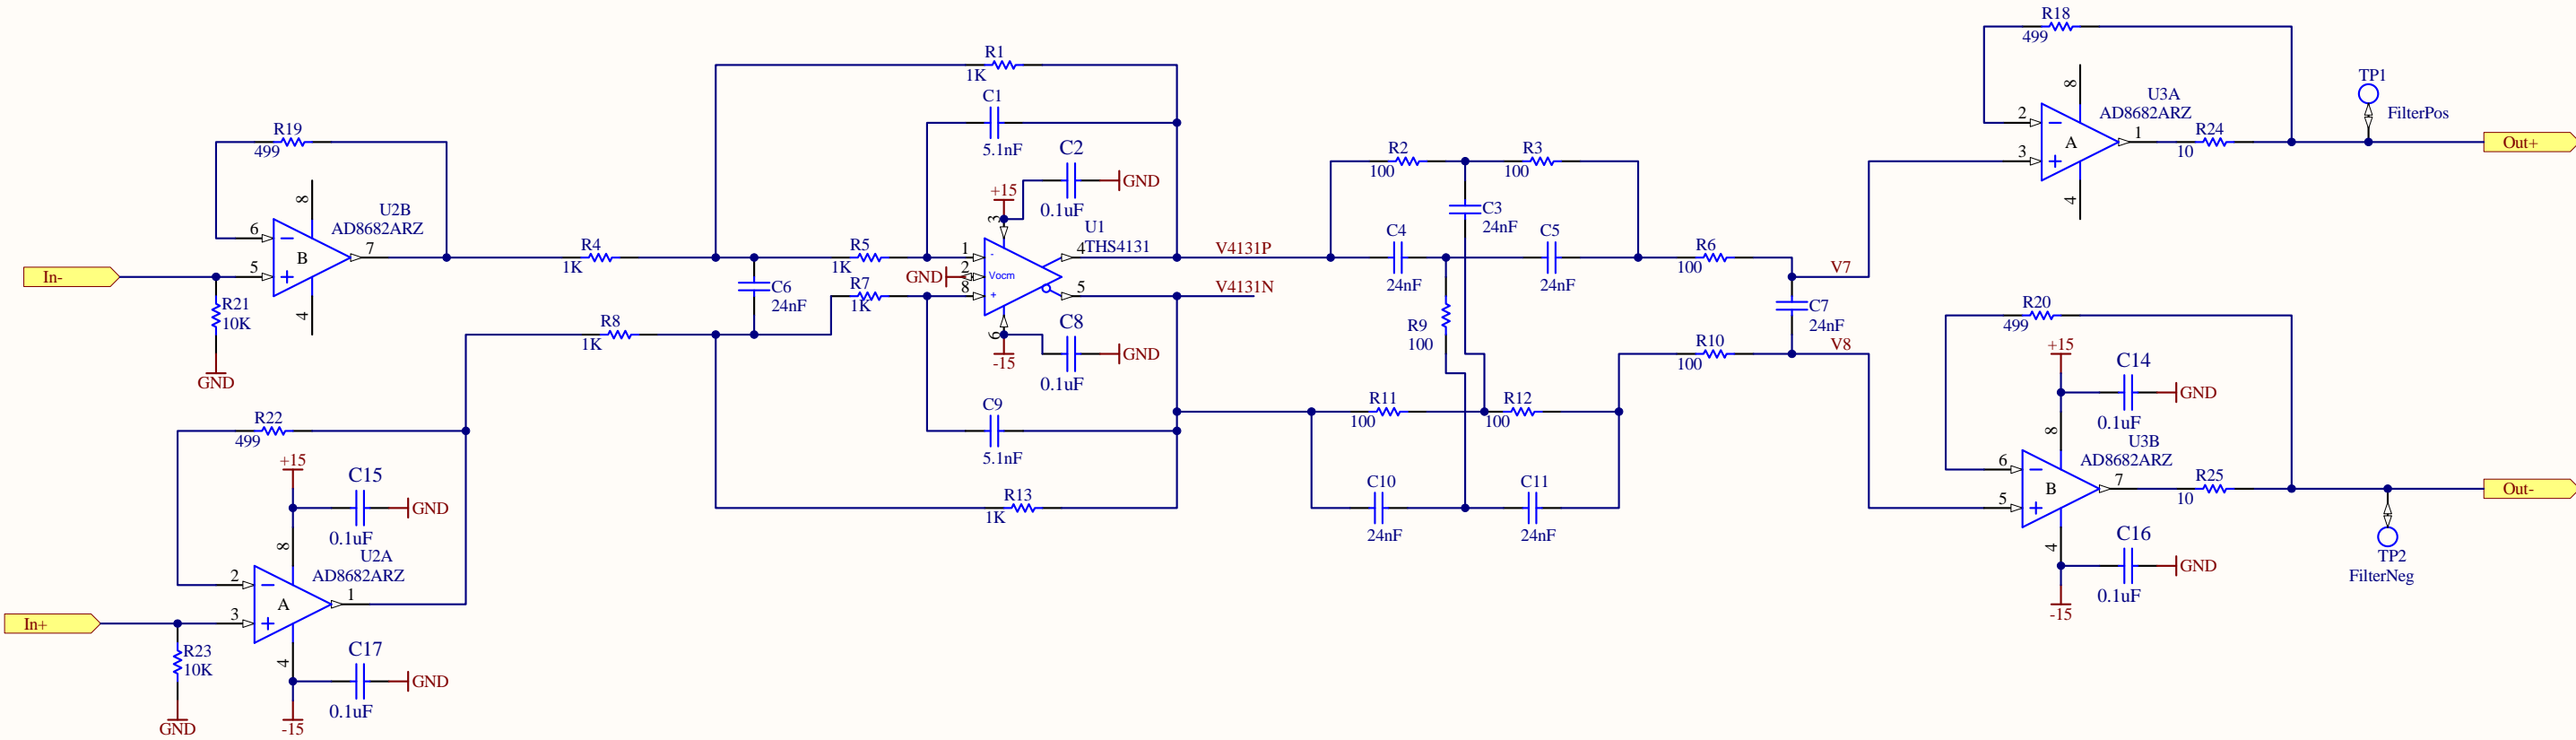 In-
R19
499
U2B
AD8682ARZ
8
6
5
B
7
4
R21
10K
GND
R22
499
+15
C15
GND
0.1uF
8
U2A
AD8682ARZ
2
3
A
1
4
In+
R23
10K
GND
C17
GND
0.1uF
-15
R4
1K
R8
1K
R1
1K
C1
5.1nF
C2
GND
0.1uF
+15
3
U1
THS4131
R5
1K
R7
1K
C6
24nF
GND
1
2
8
-
Vocm
+
4
5
6
-15
C8
GND
0.1uF
C9
5.1nF
R13
1K
V4131P
V4131N
R2
100
R3
100
C3
24nF
C4
24nF
C5
24nF
R9
100
R11
100
R12
100
C10
24nF
C11
24nF
R6
100
R10
100
V7
C7
24nF
V8
R18
499
8
U3A
AD8682ARZ
2
3
A
1
4
R24
10
TP1
FilterPos
Out+
R20
499
+15
C14
GND
0.1uF
8
U3B
AD8682ARZ
6
5
B
7
4
R25
10
C16
GND
0.1uF
-15
TP2
FilterNeg
Out-